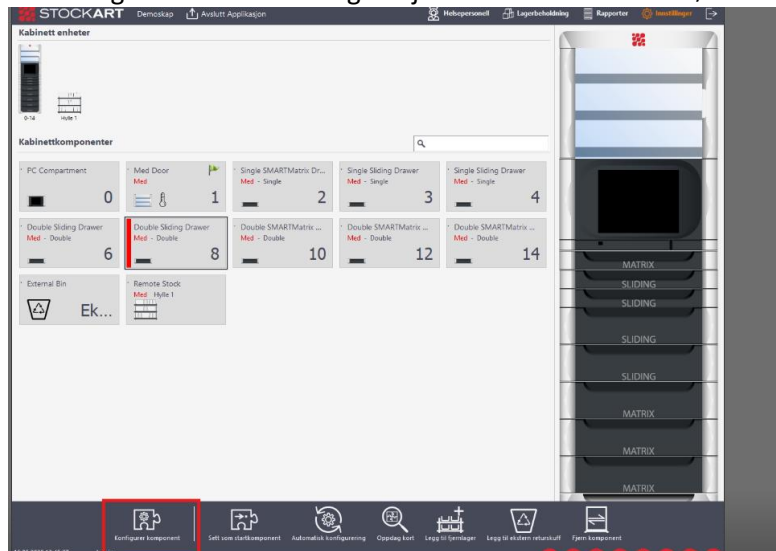 STOCKART Demoskap Avslutt Applikasjon Helsepersonell Lagerbeholdning Rapporter Innstillinger
Kabinett enheter
0-14 Hylle 1
Kabinettkomponenter
PC Compartment
0
Med Door
Med
1
Single SMARTMatrix Dr...
Med - Single
2
Single Sliding Drawer
Med - Single
3
Single Sliding Drawer
Med - Single
4
Double Sliding Drawer
Med - Double
6
Double Sliding Drawer
Med - Double
8
Double SMARTMatrix ...
Med - Double
10
Double SMARTMatrix ...
Med - Double
12
Double SMARTMatrix ...
Med - Double
14
External Bin
Ek...
Remote Stock
Med Hylle 1
MATRIX
SLIDING
SLIDING
SLIDING
SLIDING
MATRIX
MATRIX
MATRIX
Konfigurer komponent Sett som startkomponent Automatisk konfigurering Oppdag kort Legg til fjernlager Legg til ekstern returskuff Fjern komponent